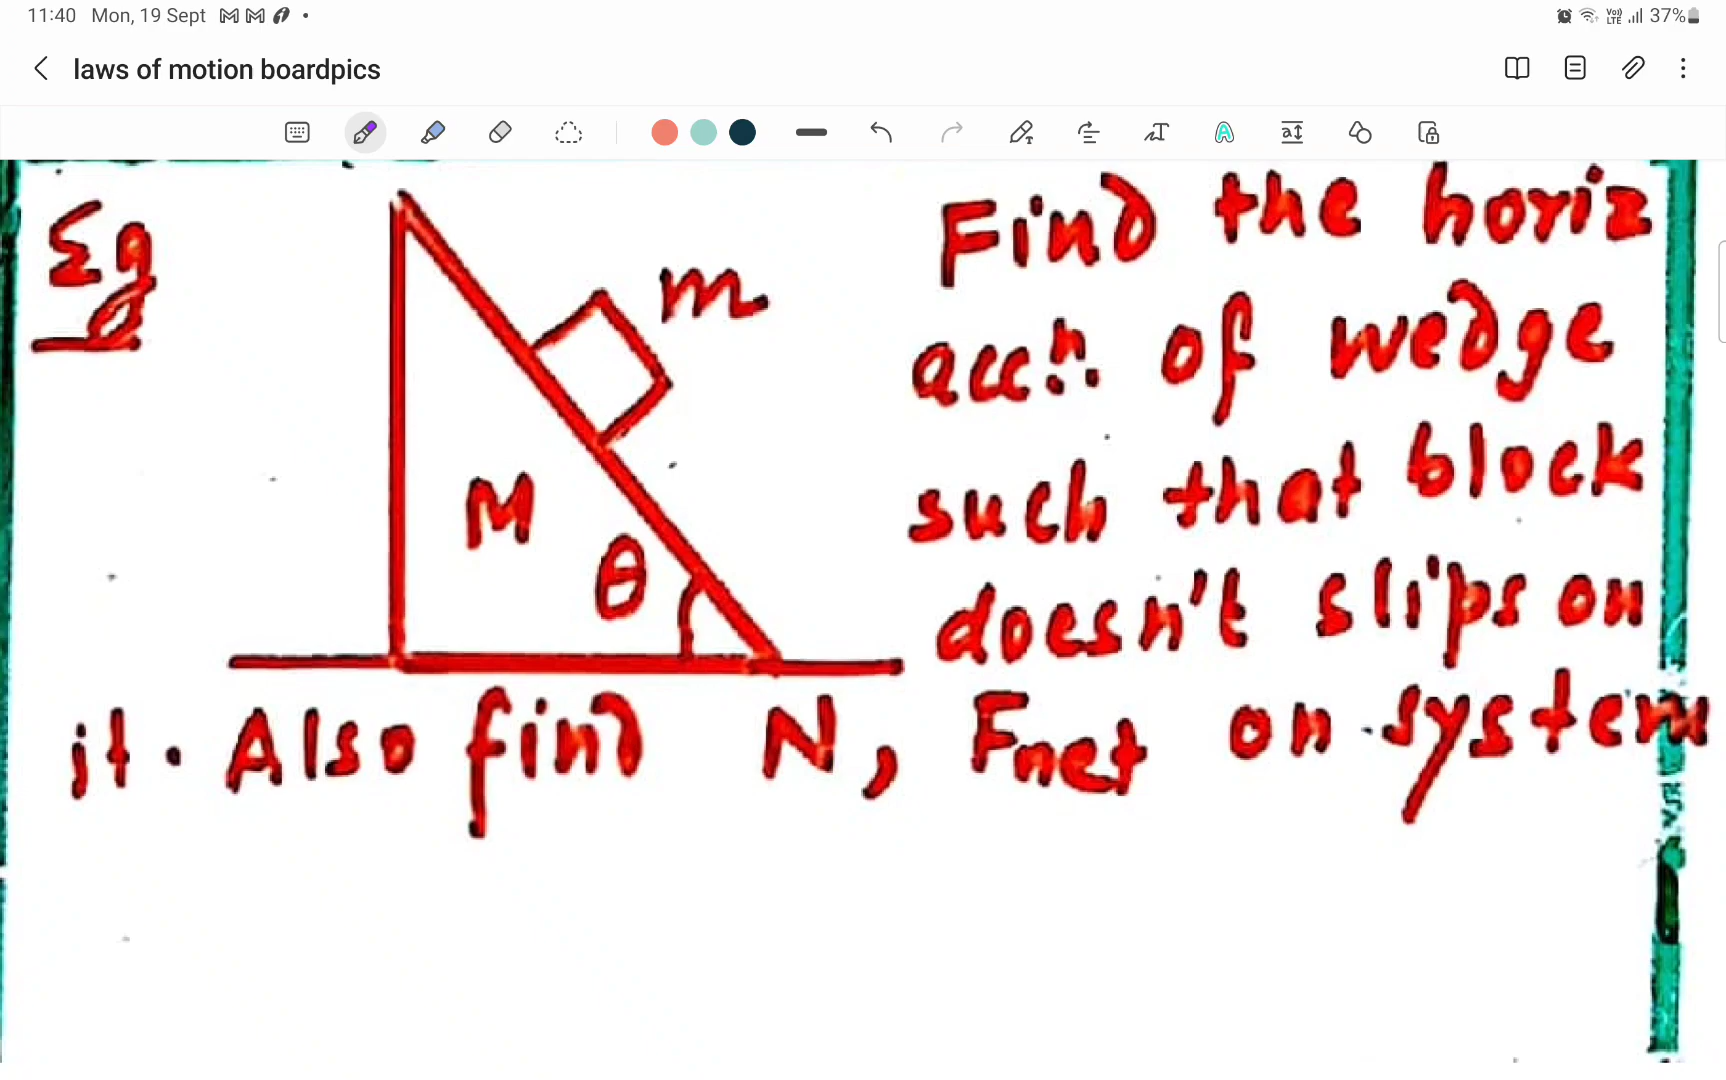 11:40 Mon, 19 Sept
37%
laws of motion boardpics
Eg
m
M
θ
Find the horiz
accn. of wedge
such that block
doesn't slips on
it. Also find N, Fnet on system